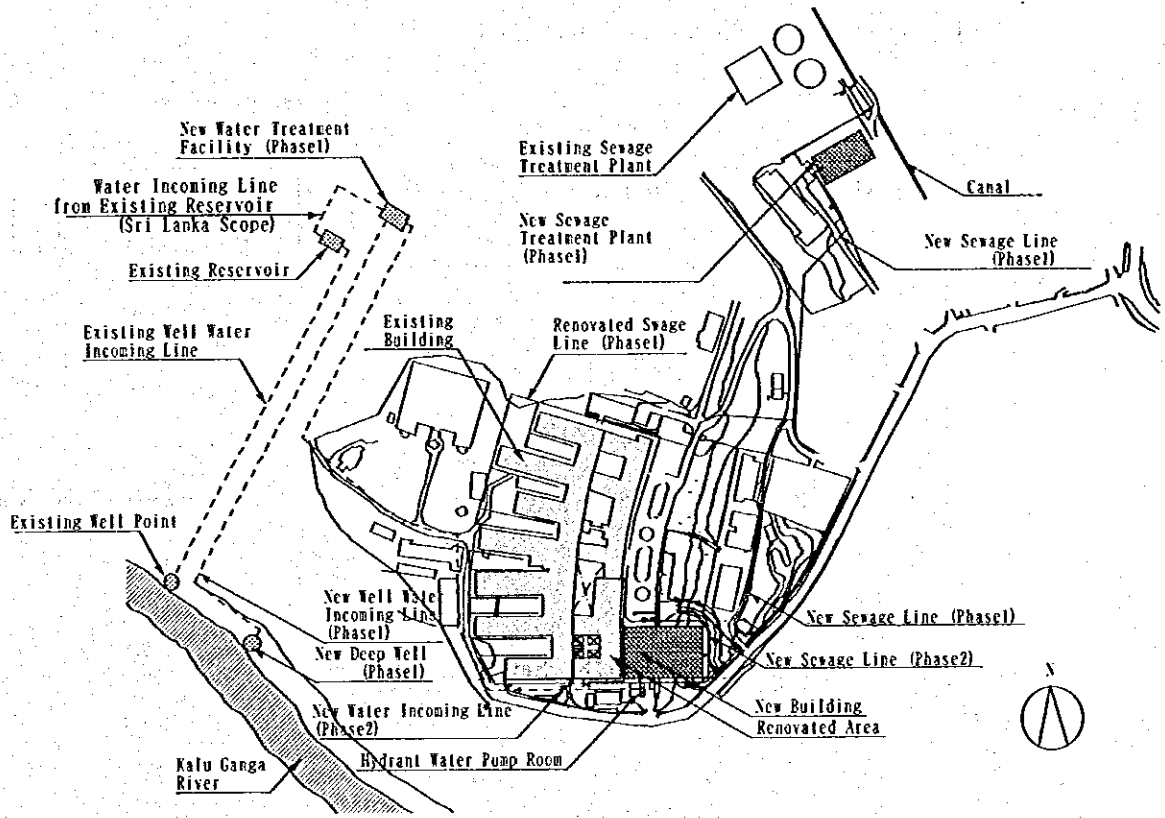 New Water Treatment
Facility (Phase1)
Water Incoming Line
from Existing Reservoir
(Sri Lanka Scope)
Existing Reservoir
Existing Well Water
Incoming Line
Existing
Building
Renovated Swage
Line (Phase1)
Existing Sewage
Treatment Plant
New Sewage
Treatment Plant
(Phase1)
Canal
New Sewage Line
(Phase1)
Existing Well Point
New Well Water
Incoming Line
(Phase1)
New Deep Well
(Phase1)
New Water Incoming Line
(Phase2)
Kalu Ganga
River
Hydrant Water Pump Room
New Sewage Line (Phase1)
New Sewage Line (Phase2)
New Building
Renovated Area
N